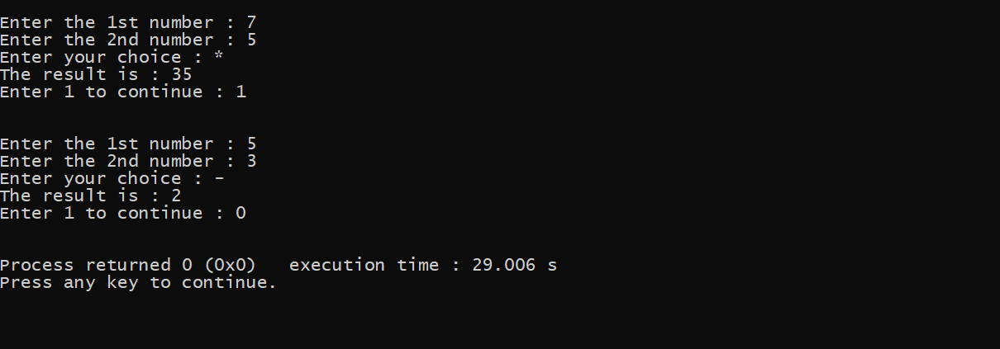 Enter the 1st number : 7
Enter the 2nd number : 5
Enter your choice : *
The result is : 35
Enter 1 to continue : 1
Enter the 1st number : 5
Enter the 2nd number : 3
Enter your choice : -
The result is : 2
Enter 1 to continue : 0
Process returned 0 (0x0)   execution time : 29.006 s
Press any key to continue.